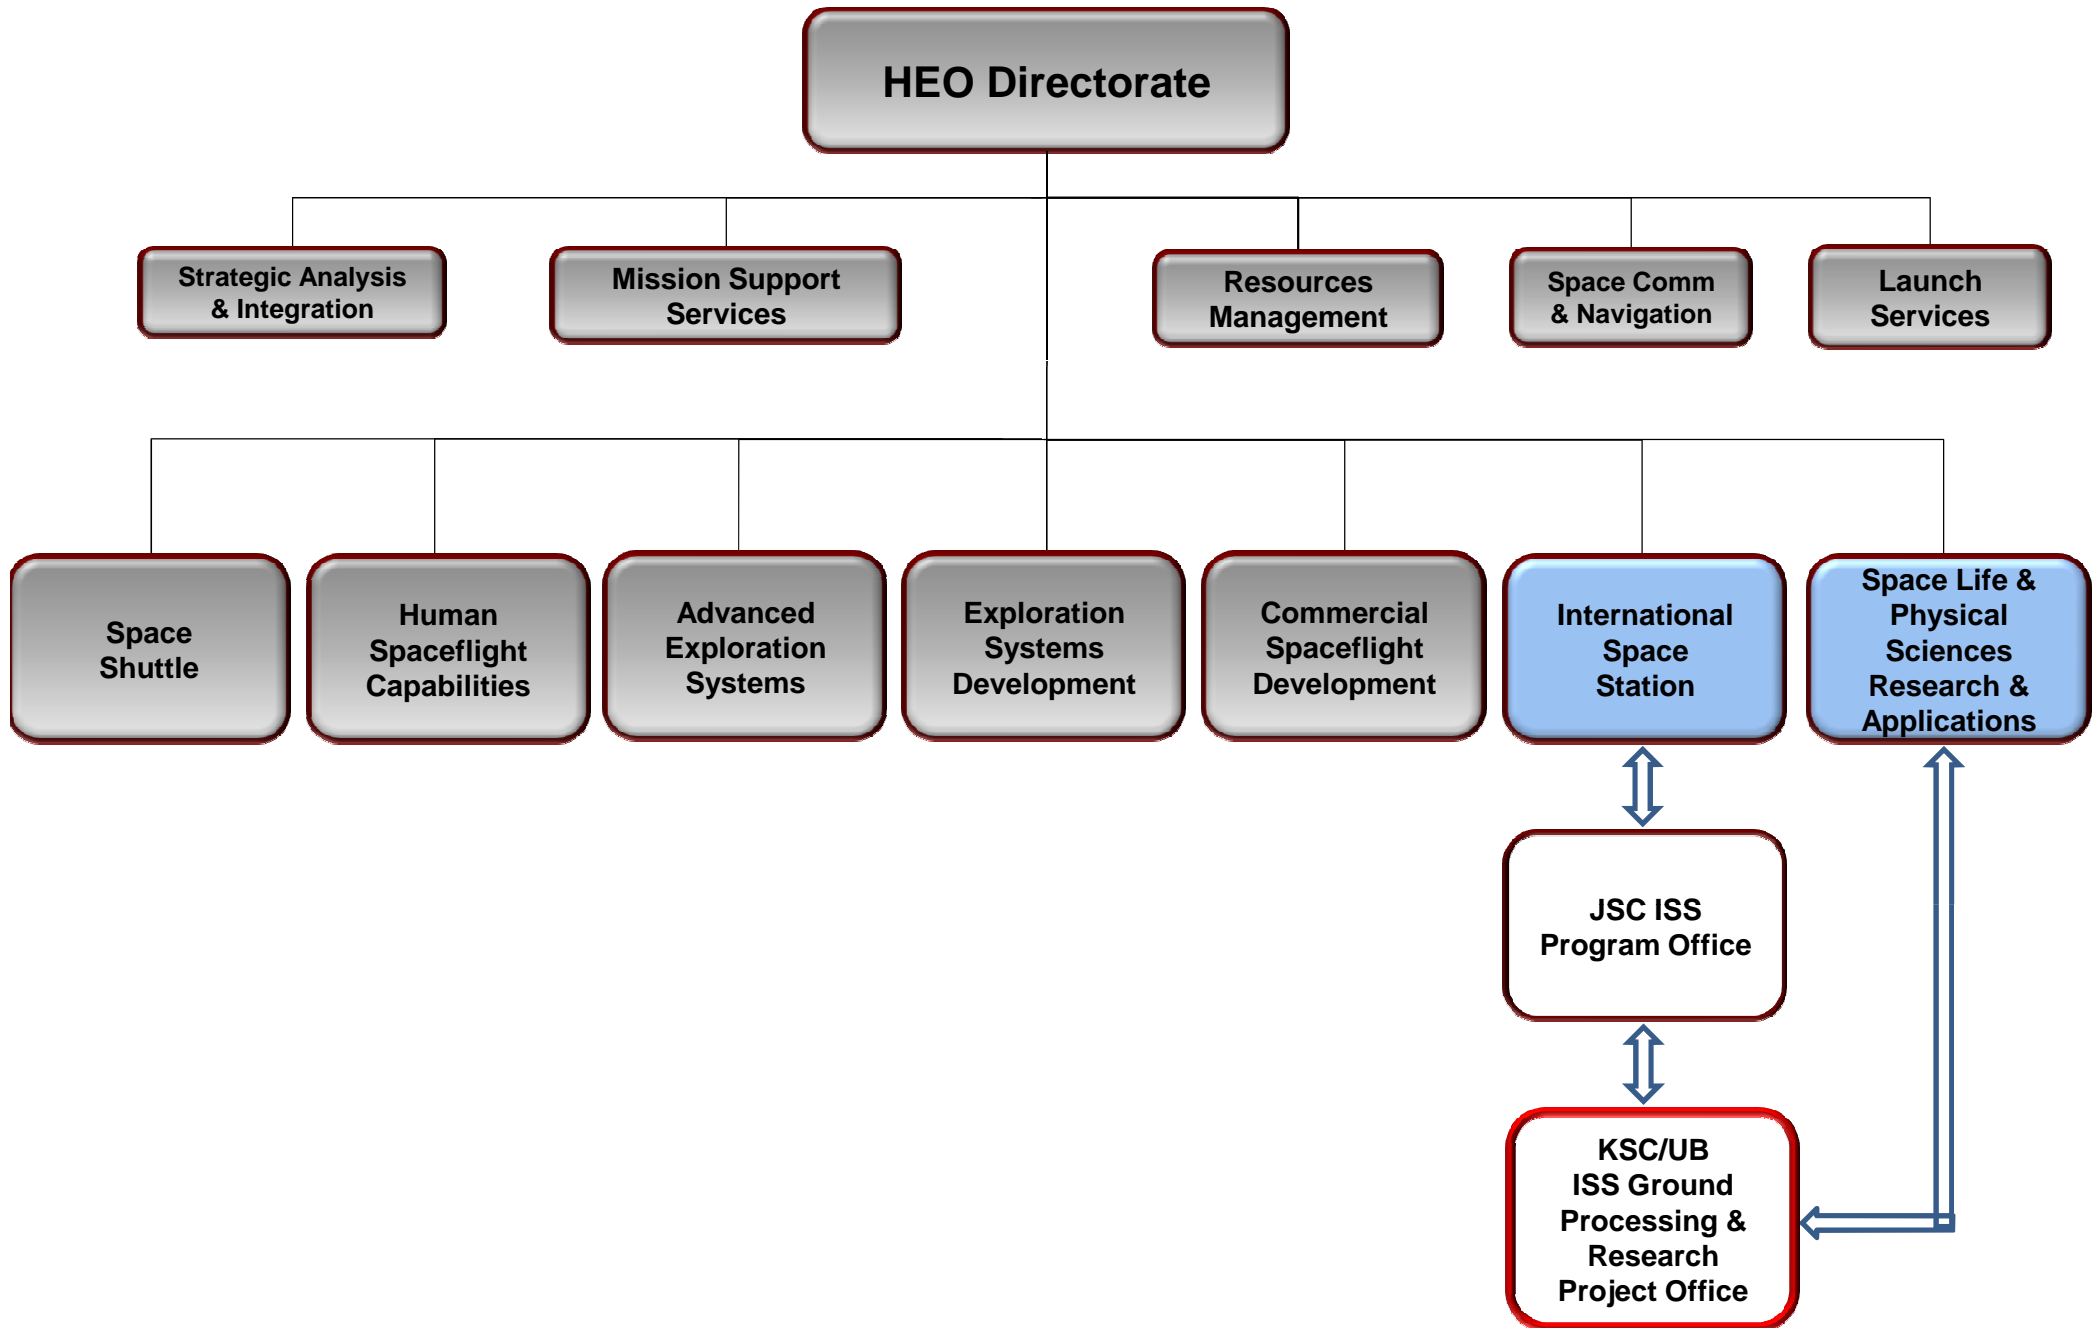 HEO Directorate
Strategic Analysis
& Integration
Mission Support
Services
Resources
Management
Space Comm
& Navigation
Launch
Services
Space
Shuttle
Human
Spaceflight
Capabilities
Advanced
Exploration
Systems
Exploration
Systems
Development
Commercial
Spaceflight
Development
International
Space
Station
Space Life &
Physical
Sciences
Research &
Applications
JSC ISS
Program Office
KSC/UB
ISS Ground
Processing &
Research
Project Office